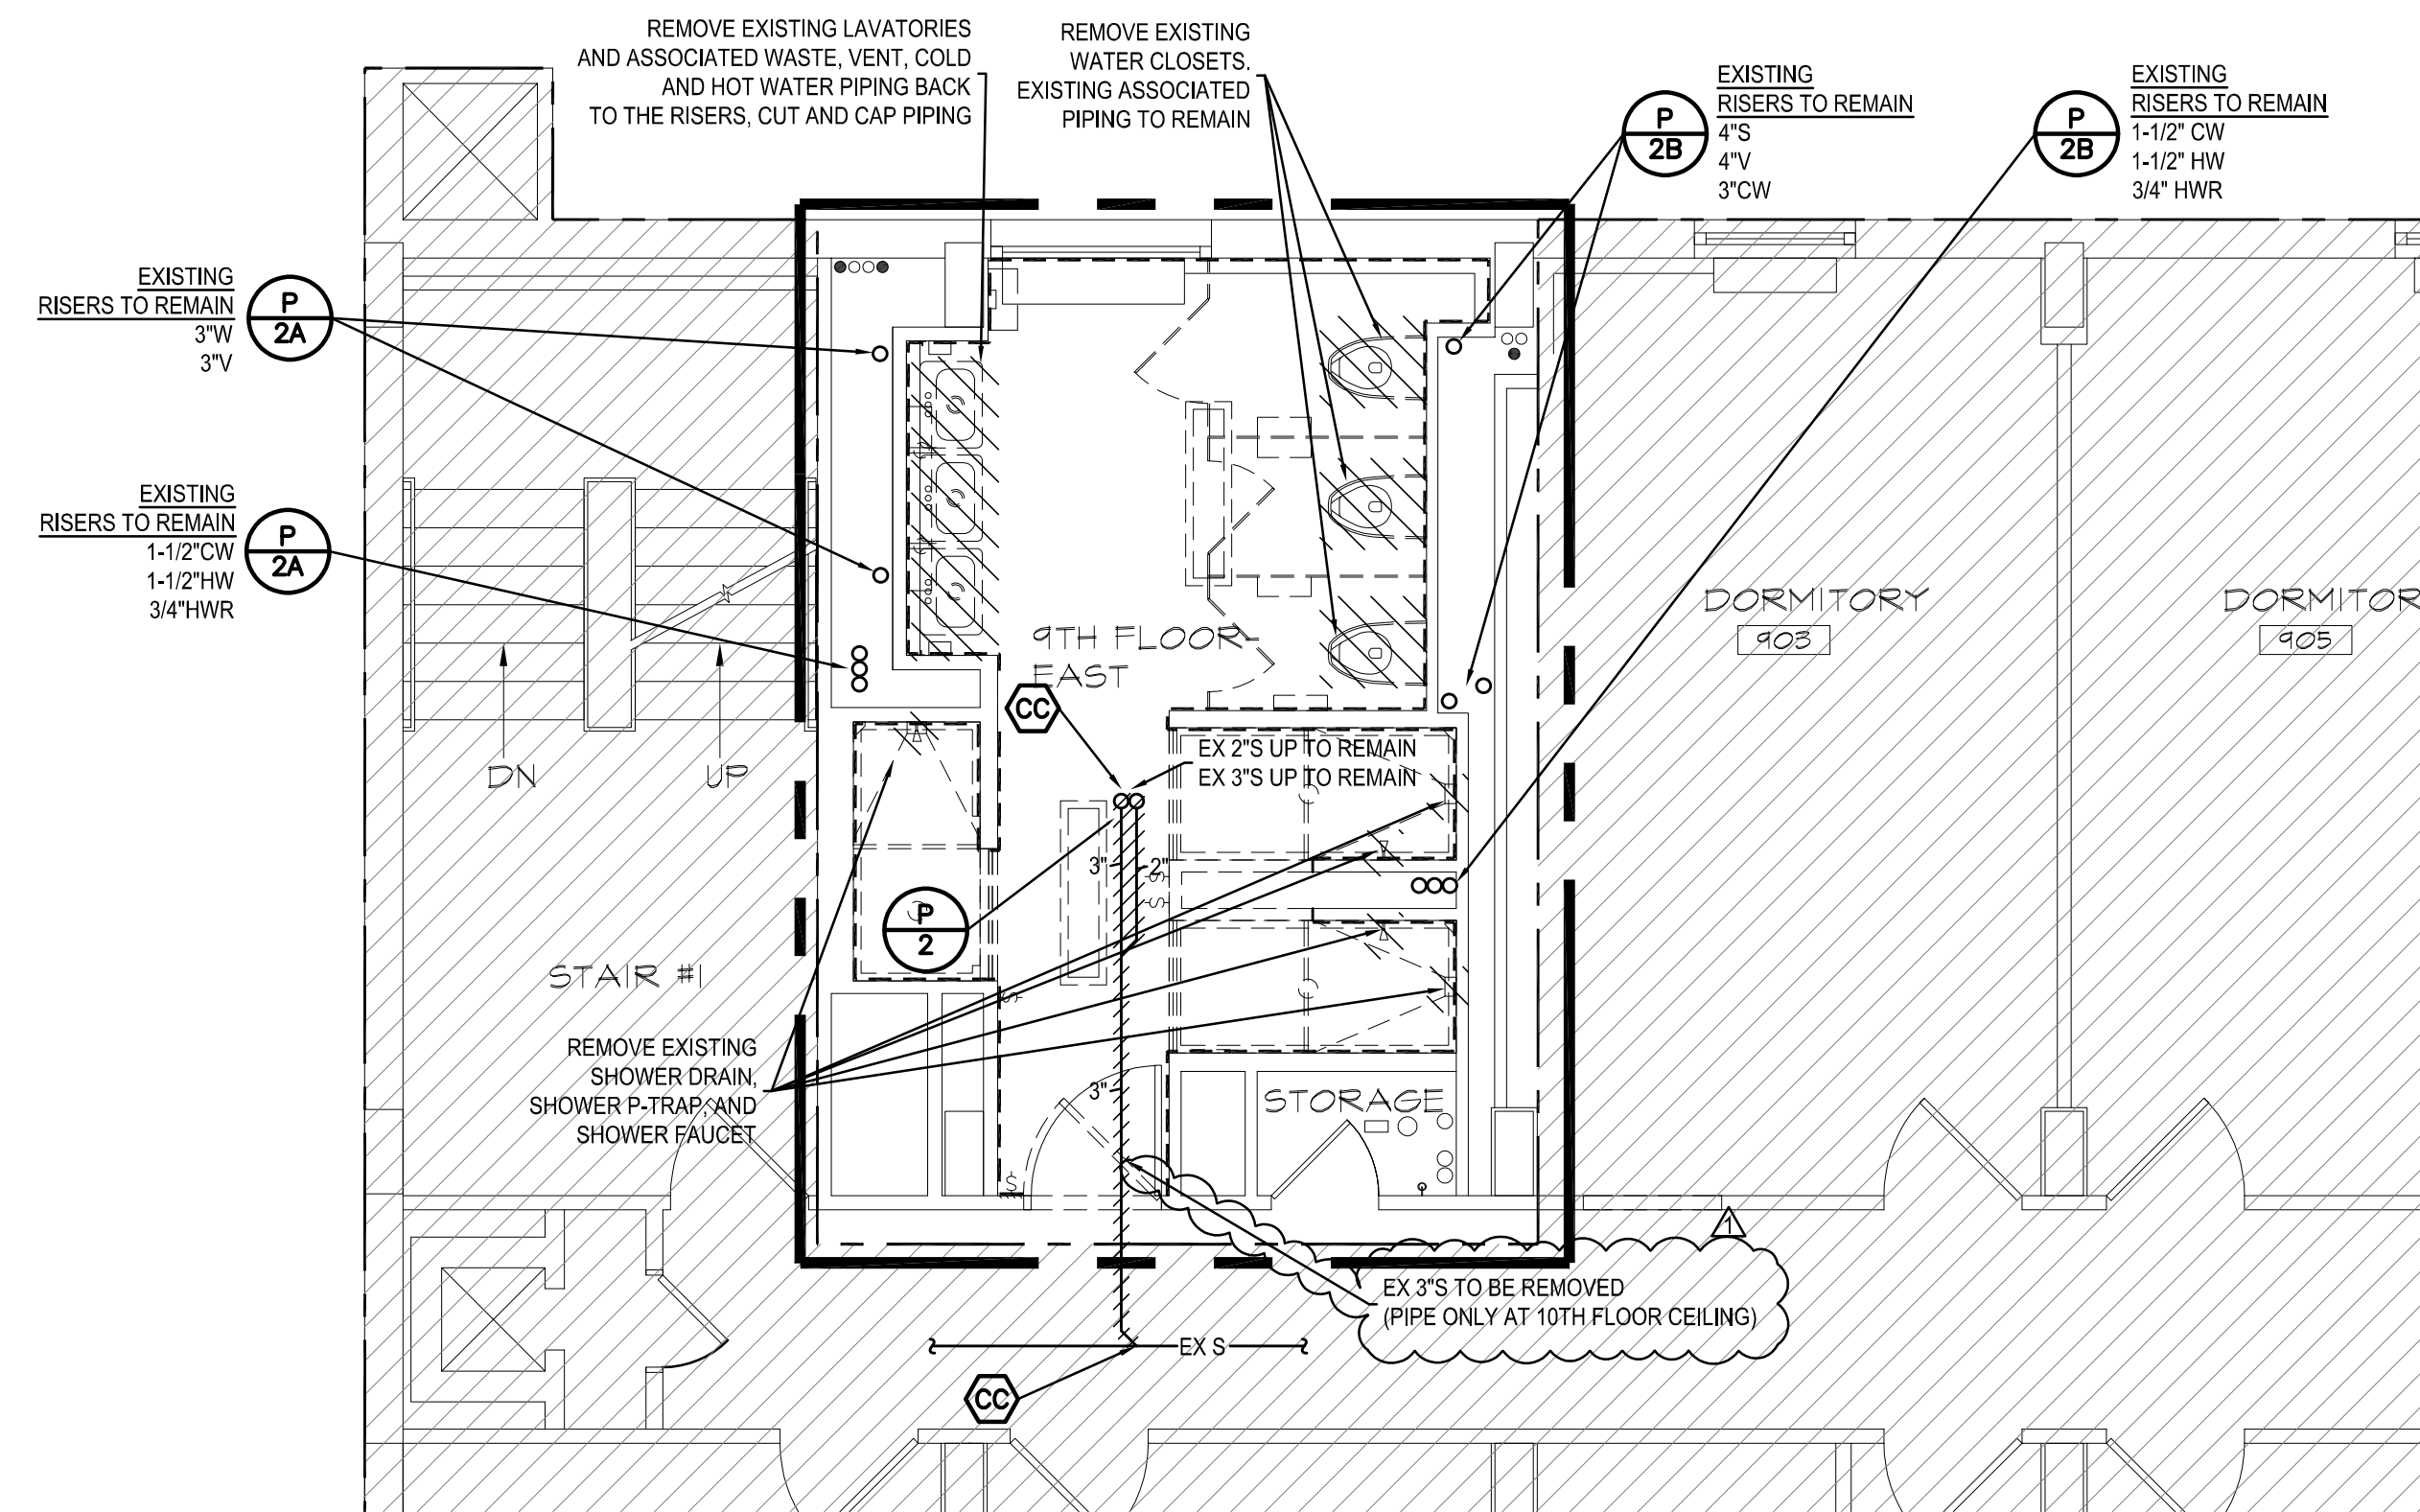 REMOVE EXISTING LAVATORIES
AND ASSOCIATED WASTE, VENT, COLD
AND HOT WATER PIPING BACK
TO THE RISERS, CUT AND CAP PIPING
REMOVE EXISTING
WATER CLOSETS.
EXISTING ASSOCIATED
PIPING TO REMAIN
P
2B
EXISTING
RISERS TO REMAIN
4"S
4"V
3"CW
P
2B
EXISTING
RISERS TO REMAIN
1-1/2" CW
1-1/2" HW
3/4" HWR
EXISTING
RISERS TO REMAIN
3"W
3"V
P
2A
EXISTING
RISERS TO REMAIN
1-1/2"CW
1-1/2"HW
3/4"HWR
P
2A
9TH FLOOR
EAST
DORMITORY
903
DORMITOR
905
CC
DN
UP
EX 2"S UP TO REMAIN
EX 3"S UP TO REMAIN
3"
2"
S
S
P
2
STAIR #1
S
REMOVE EXISTING
SHOWER DRAIN,
SHOWER P-TRAP, AND
SHOWER FAUCET
3"
STORAGE
$
1
EX 3"S TO BE REMOVED
(PIPE ONLY AT 10TH FLOOR CEILING)
EX S
CC